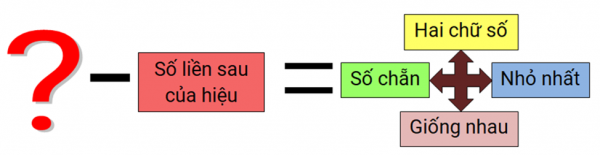 ?
Số liền sau
của hiệu
=
Hai chữ số
Số chẵn
Nhỏ nhất
Giống nhau